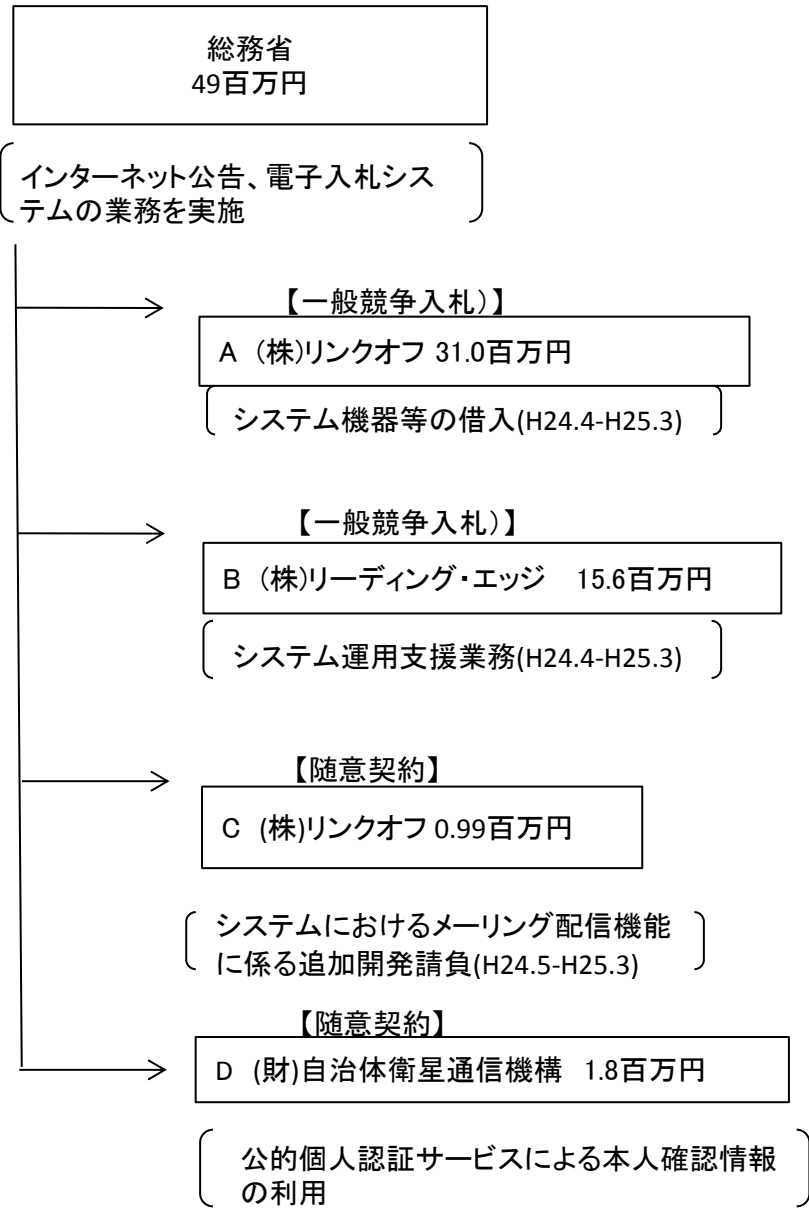 総務省
49百万円
インターネット公告、電子入札シス
テムの業務を実施
【一般競争入札）】
A （株）リンクオフ 31.0百万円
システム機器等の借入(H24.4-H25.3)
【一般競争入札）】
B （株）リーディング・エッジ　15.6百万円
システム運用支援業務(H24.4-H25.3)
【随意契約】
C (株)リンクオフ 0.99百万円
システムにおけるメーリング配信機能
に係る追加開発請負(H24.5-H25.3)
【随意契約】
D (財)自治体衛星通信機構 1.8百万円
公的個人認証サービスによる本人確認情報
の利用